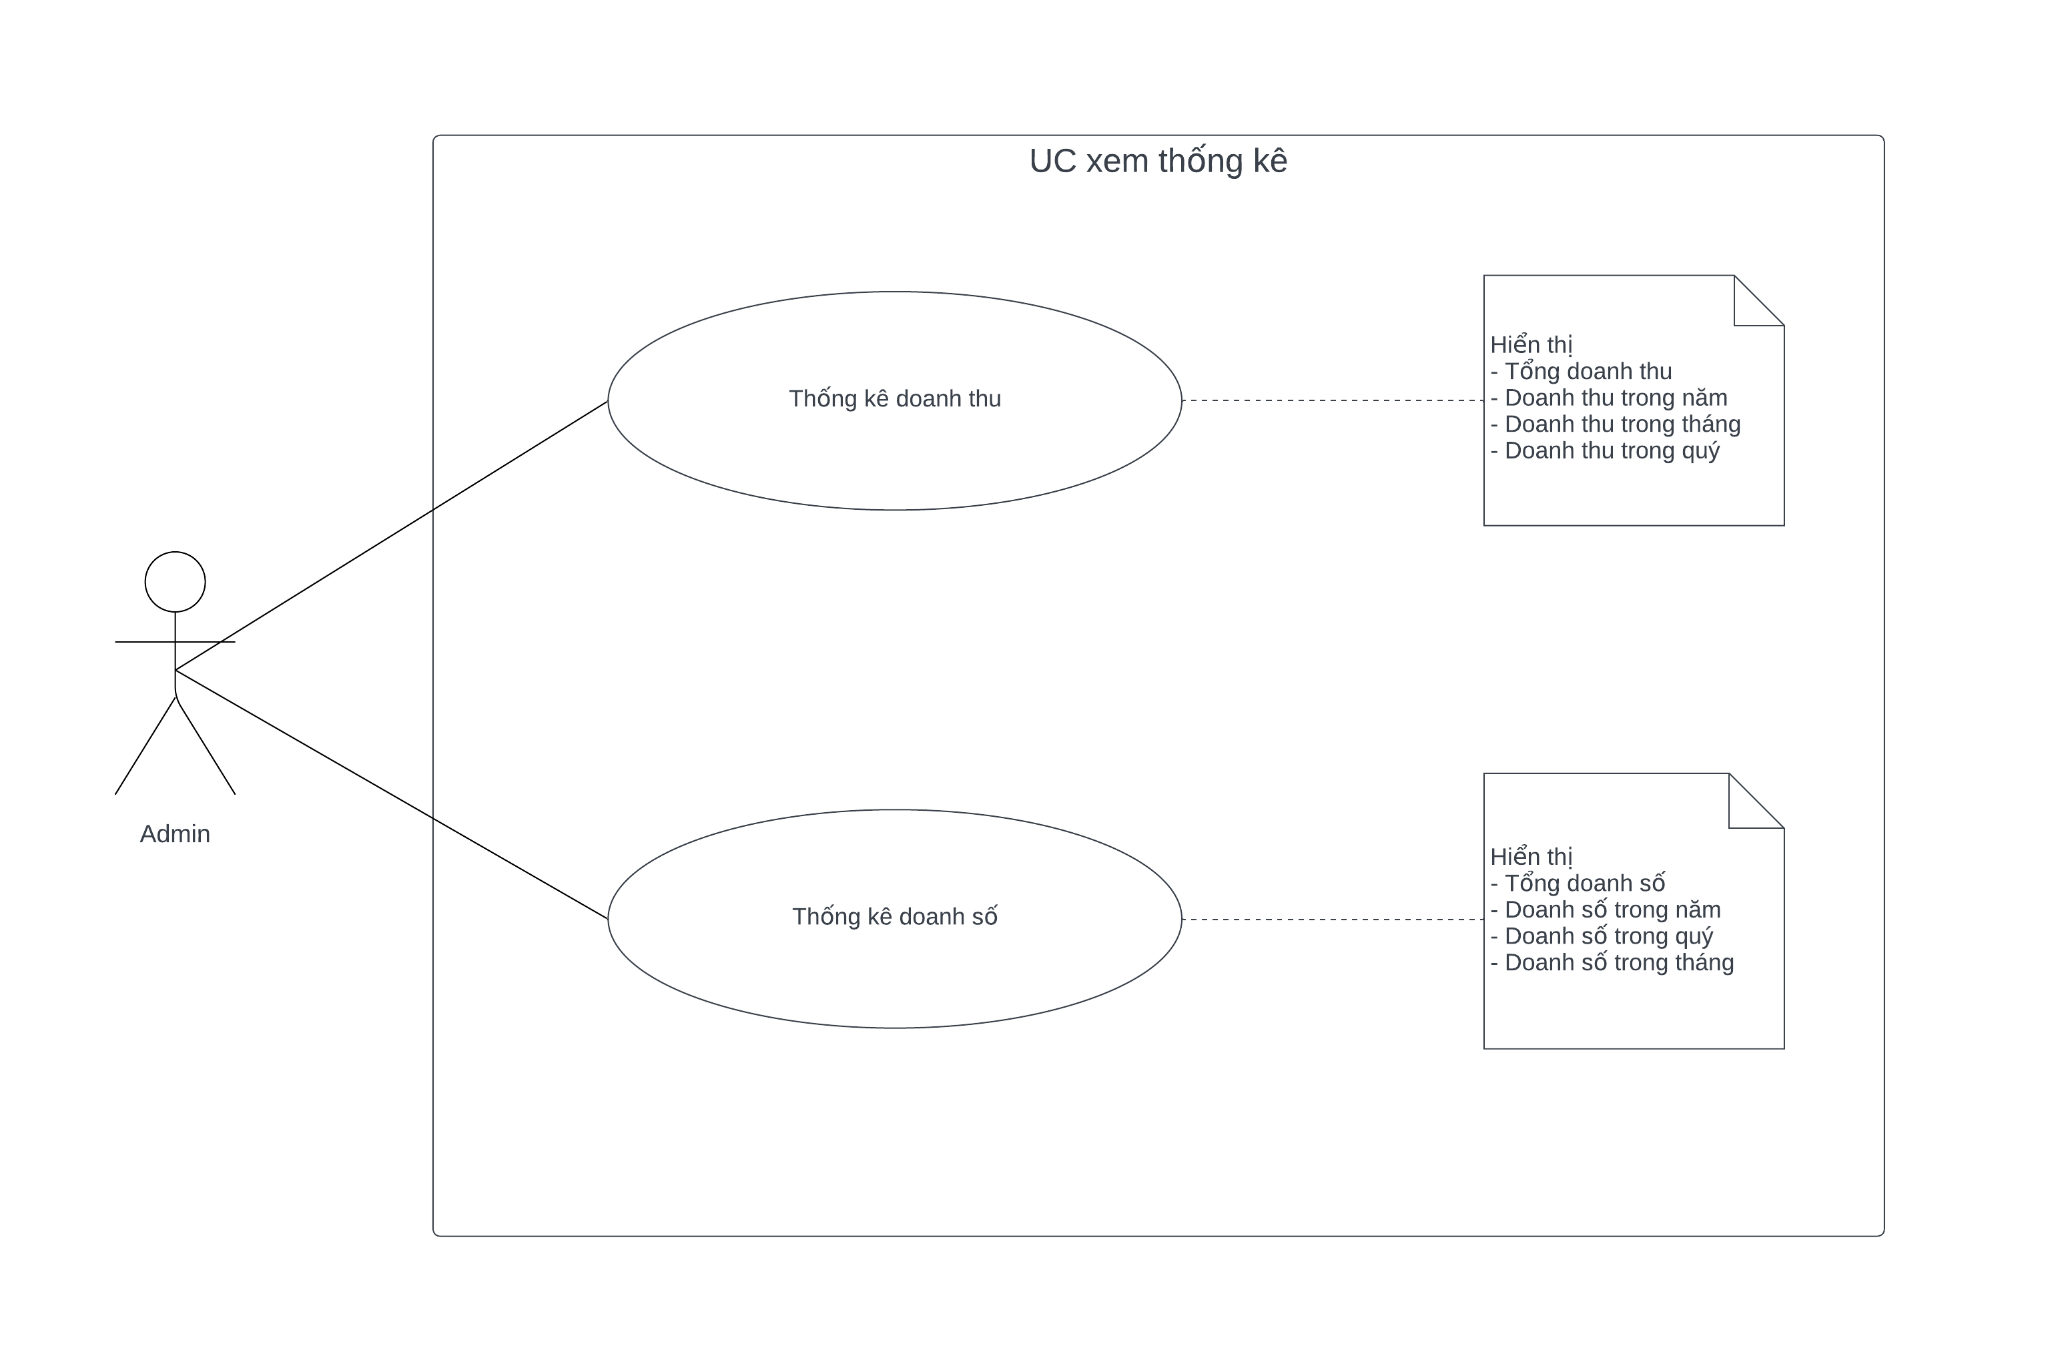 UC xem thống kê
Thống kê doanh thu
Hiển thị
- Tổng doanh thu
- Doanh thu trong năm
- Doanh thu trong tháng
- Doanh thu trong quý
Admin
Thống kê doanh số
Hiển thị
- Tổng doanh số
- Doanh số trong năm
- Doanh số trong quý
- Doanh số trong tháng